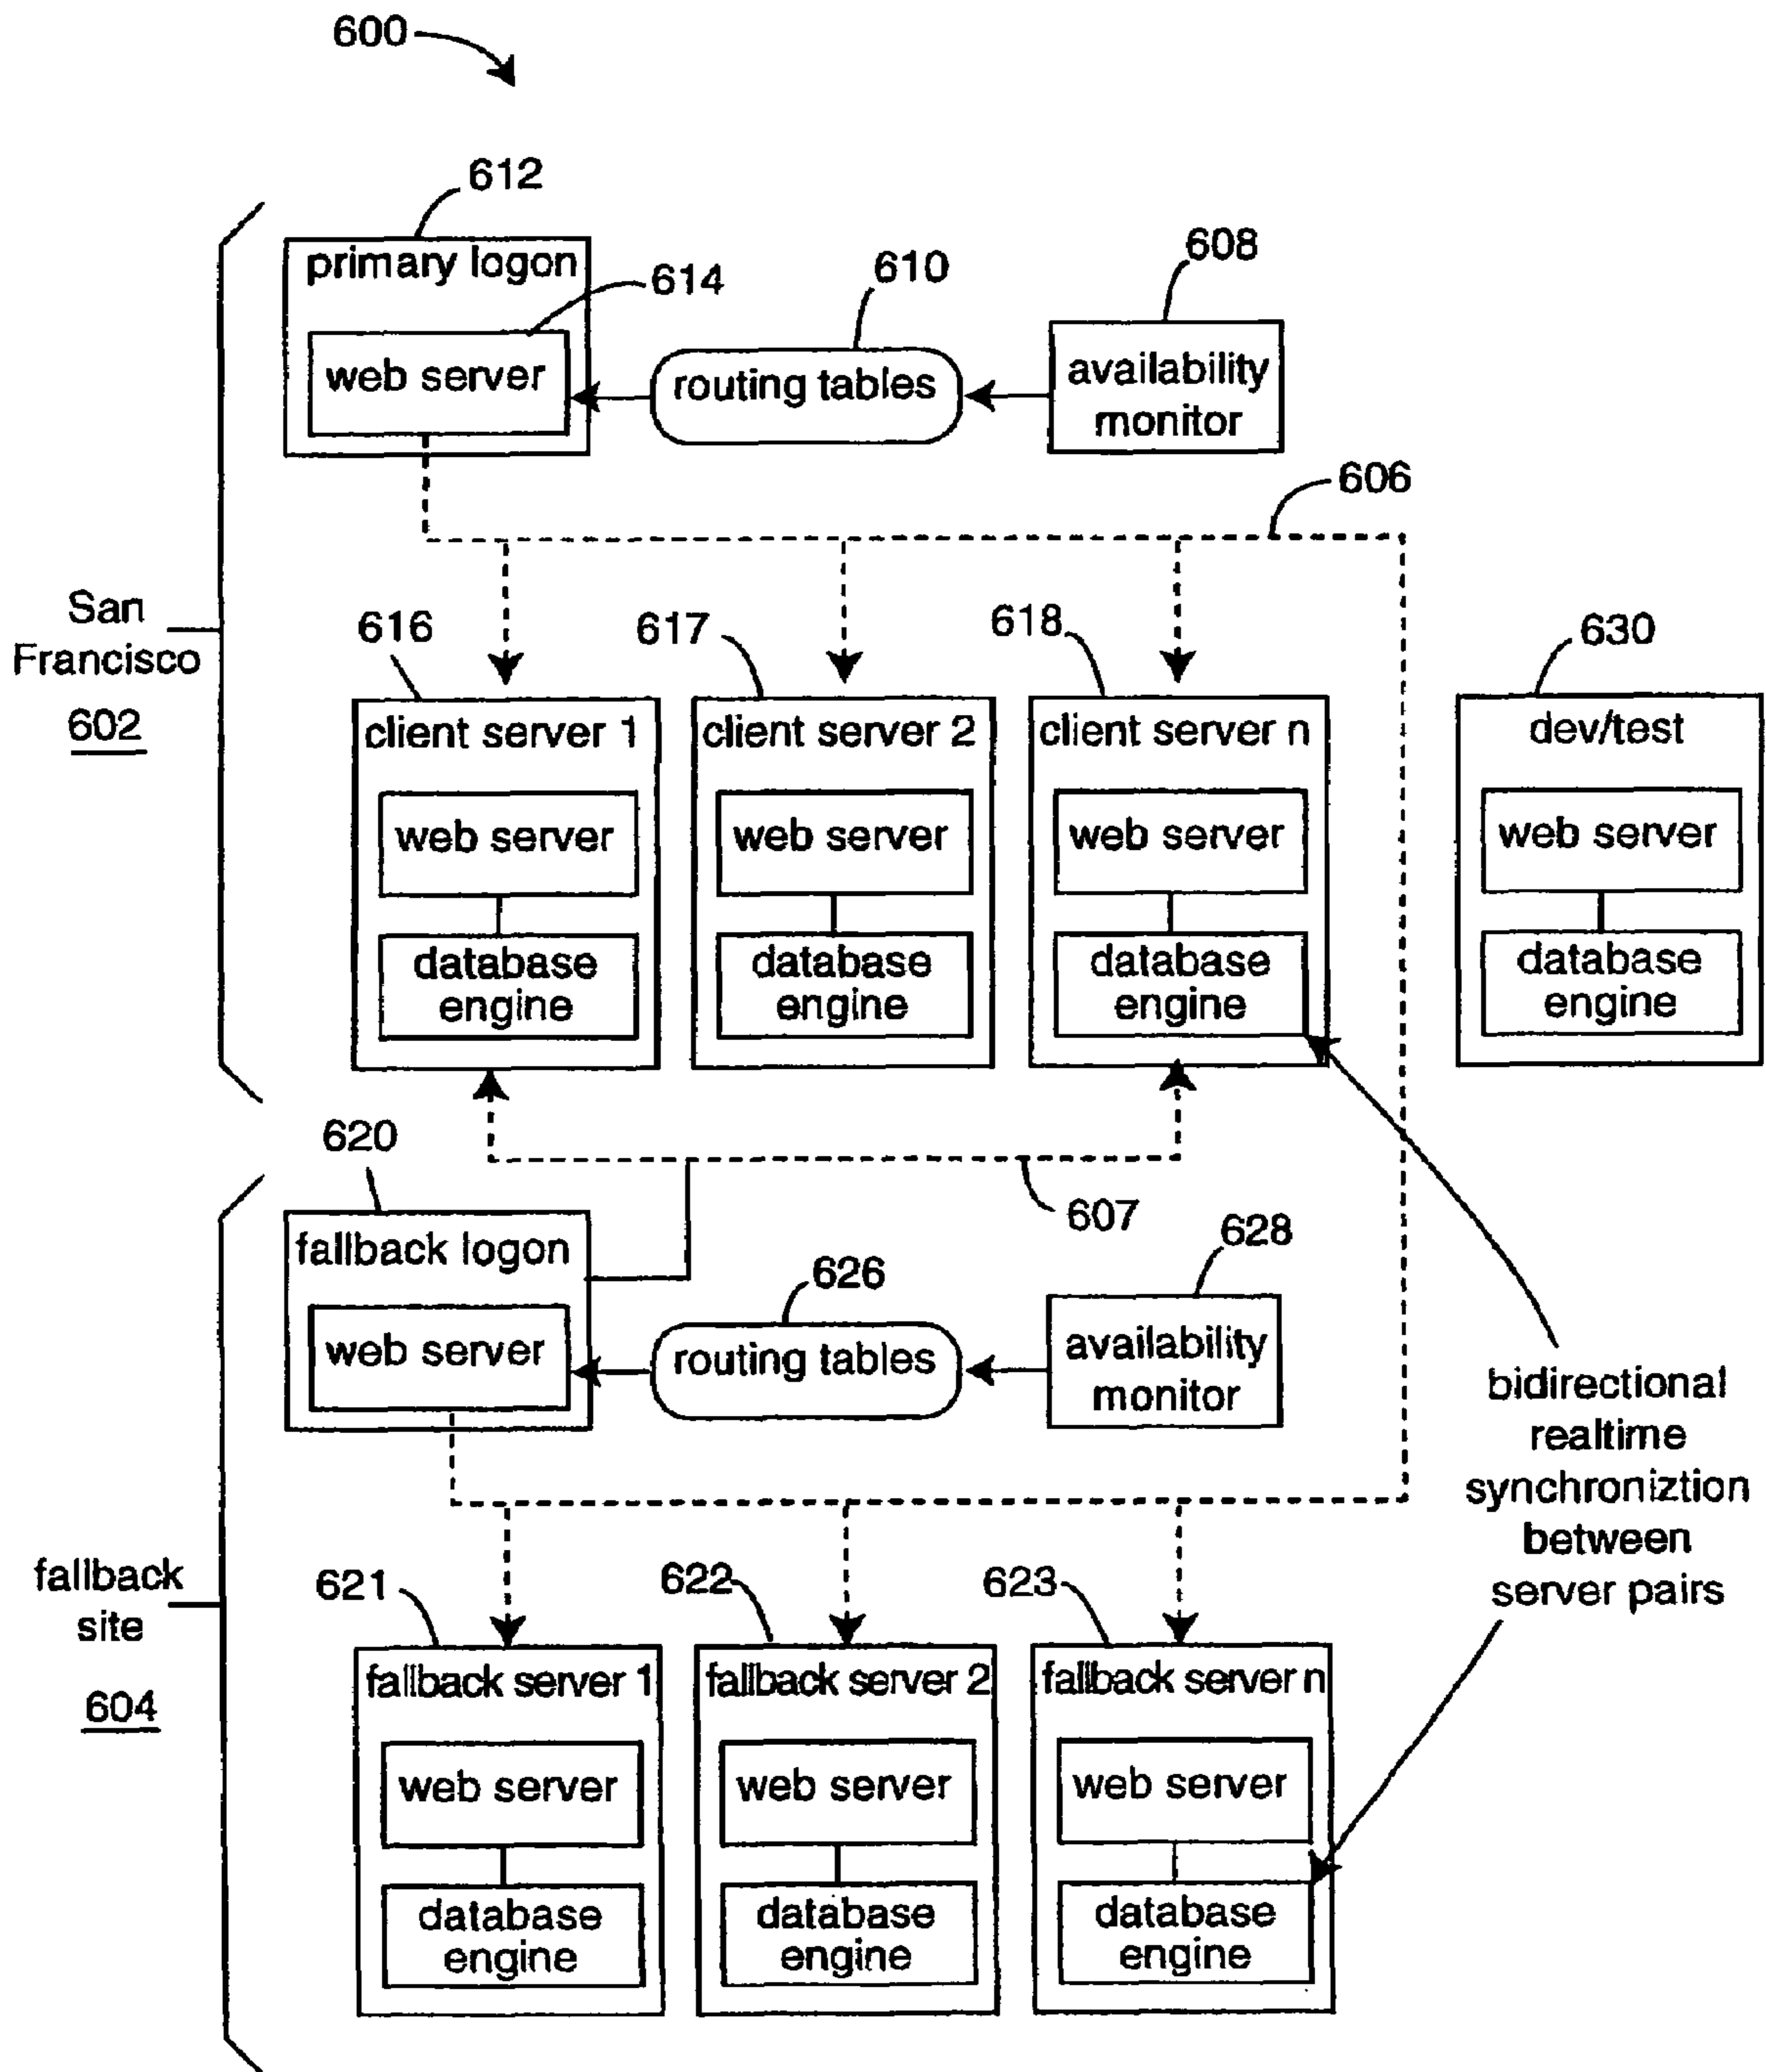 600
612
primary logon
614
web server
610
routing tables
608
availability
monitor
606
San
Francisco
602
616
client server 1
web server
database
engine
617
client server 2
web server
database
engine
618
client server n
web server
database
engine
630
dev/test
web server
database
engine
607
620
fallback logon
web server
626
routing tables
628
availability
monitor
bidirectional
realtime
synchroniztion
between
server pairs
fallback
site
604
621
fallback server 1
web server
database
engine
622
fallback server 2
web server
database
engine
623
fallback server n
web server
database
engine